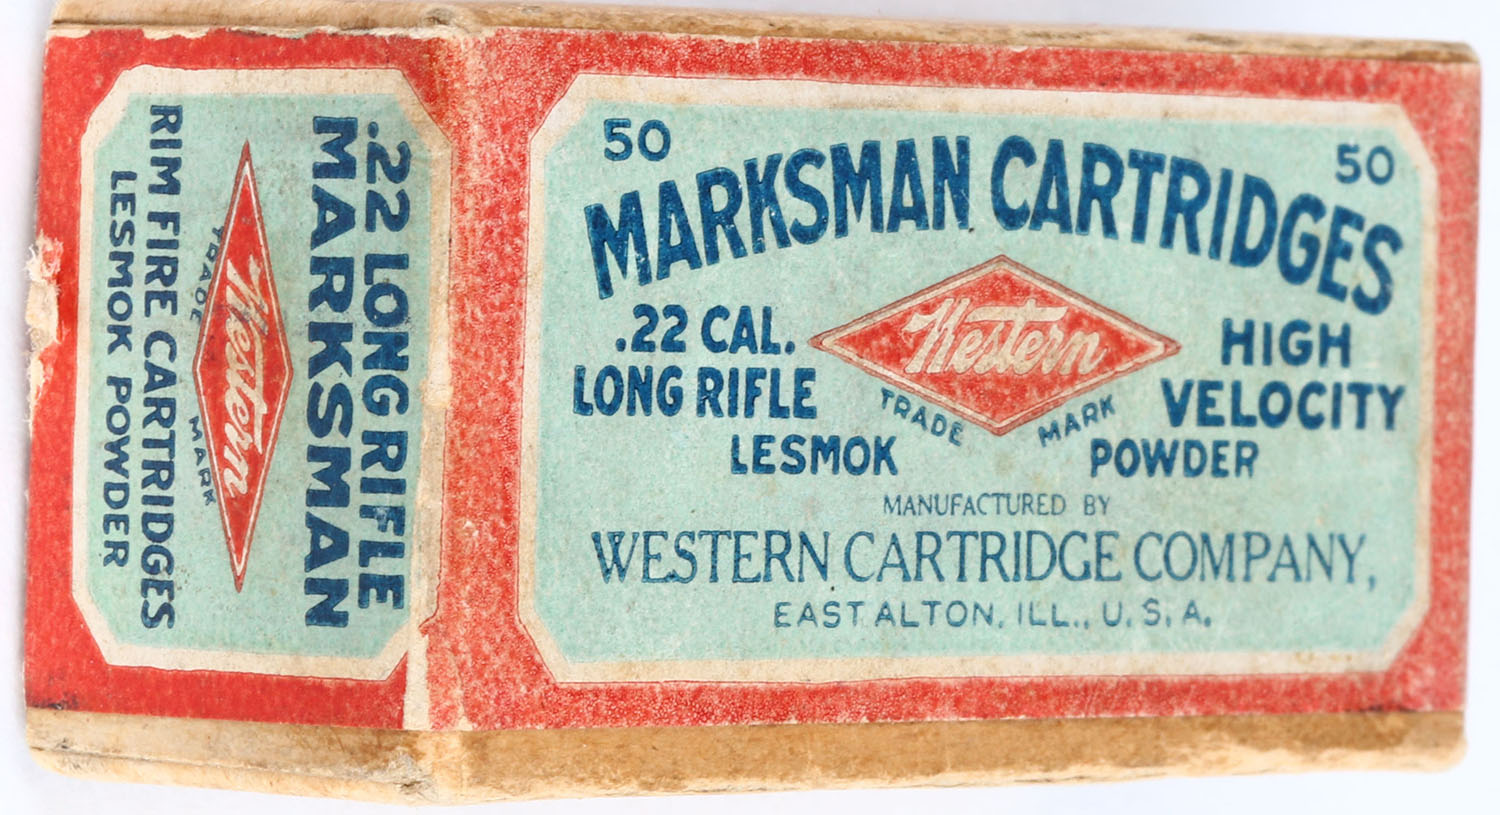 50 50
MARKSMAN CARTRIDGES
.22 CAL.
LONG RIFLE
Western
TRADE MARK
HIGH
VELOCITY
LESMOK POWDER
MANUFACTURED BY
WESTERN CARTRIDGE COMPANY,
EAST ALTON, ILL., U.S.A.
.22 LONG RIFLE
MARKSMAN
Western
TRADE MARK
RIM FIRE CARTRIDGES
LESMOK POWDER